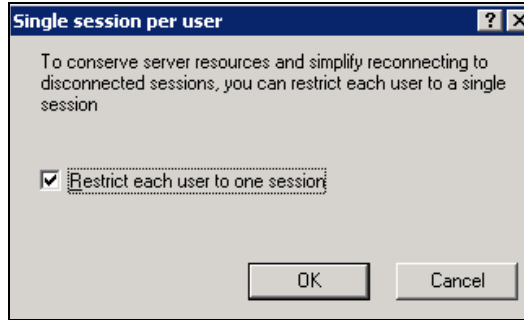 Single session per user
To conserve server resources and simplify reconnecting to
disconnected sessions, you can restrict each user to a single
session
Restrict each user to one session
OK Cancel